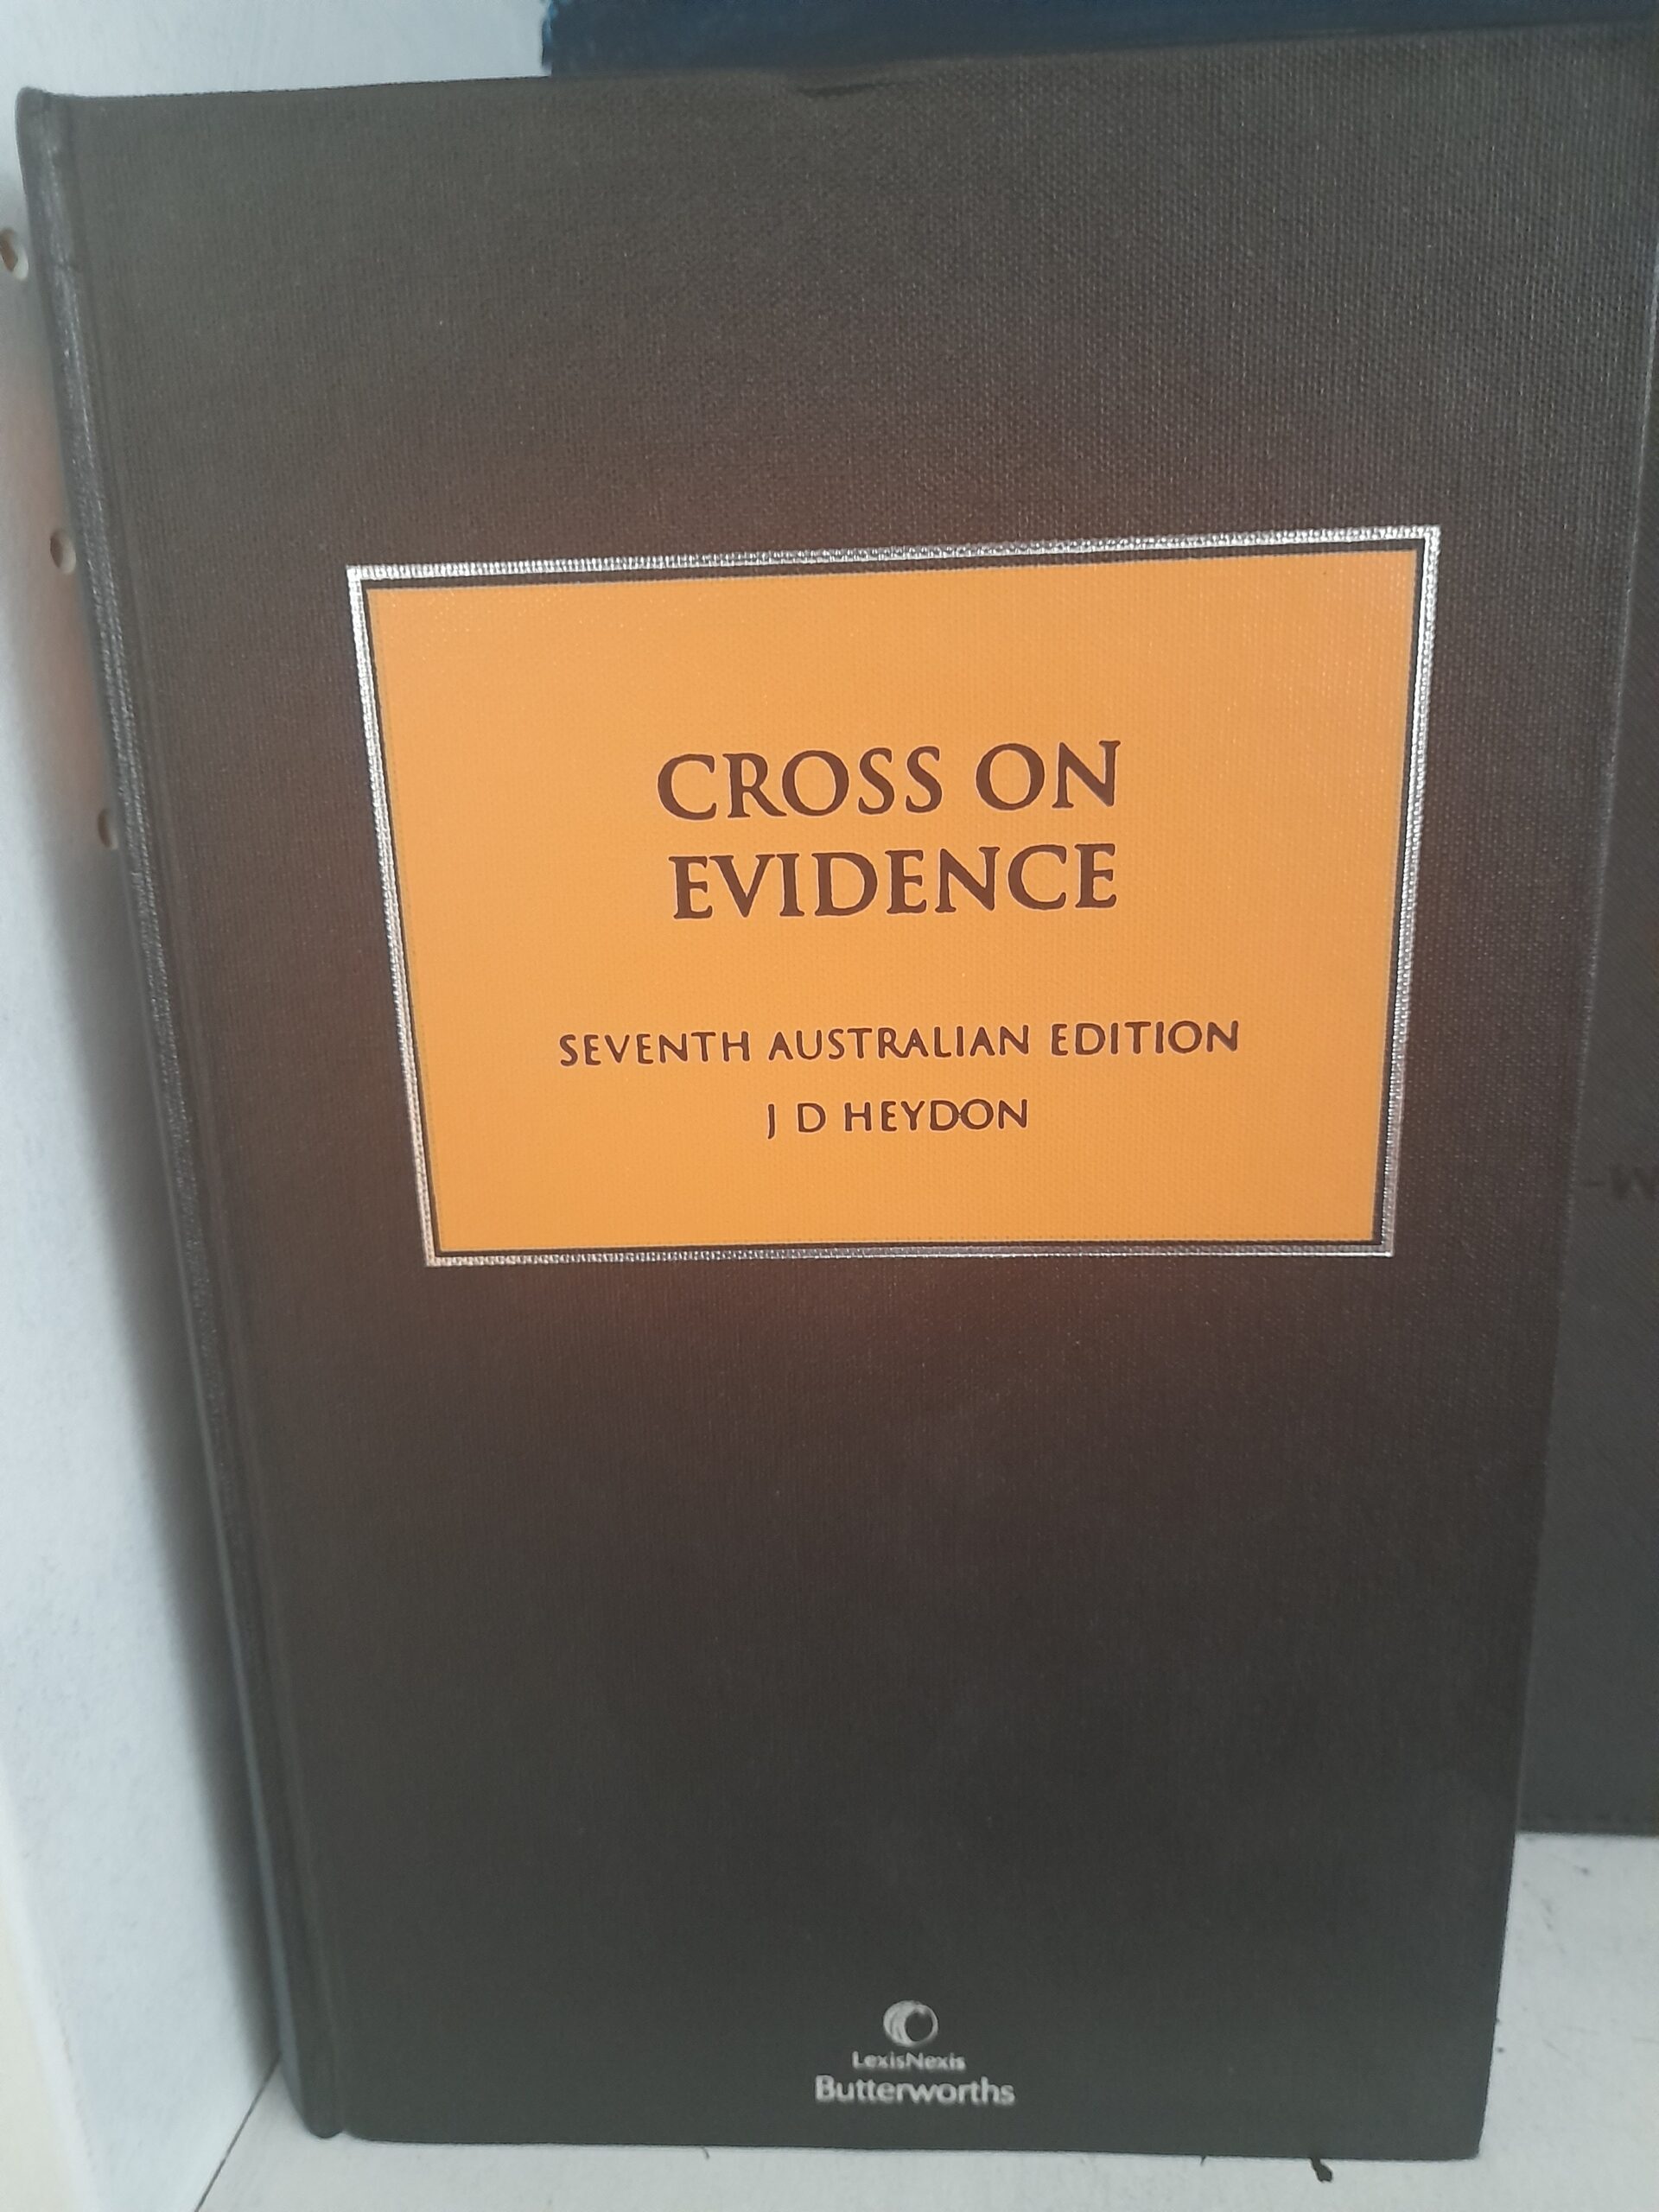 CROSS ON
EVIDENCE
SEVENTH AUSTRALIAN EDITION
J D HEYDON
LexisNexis
Butterworths